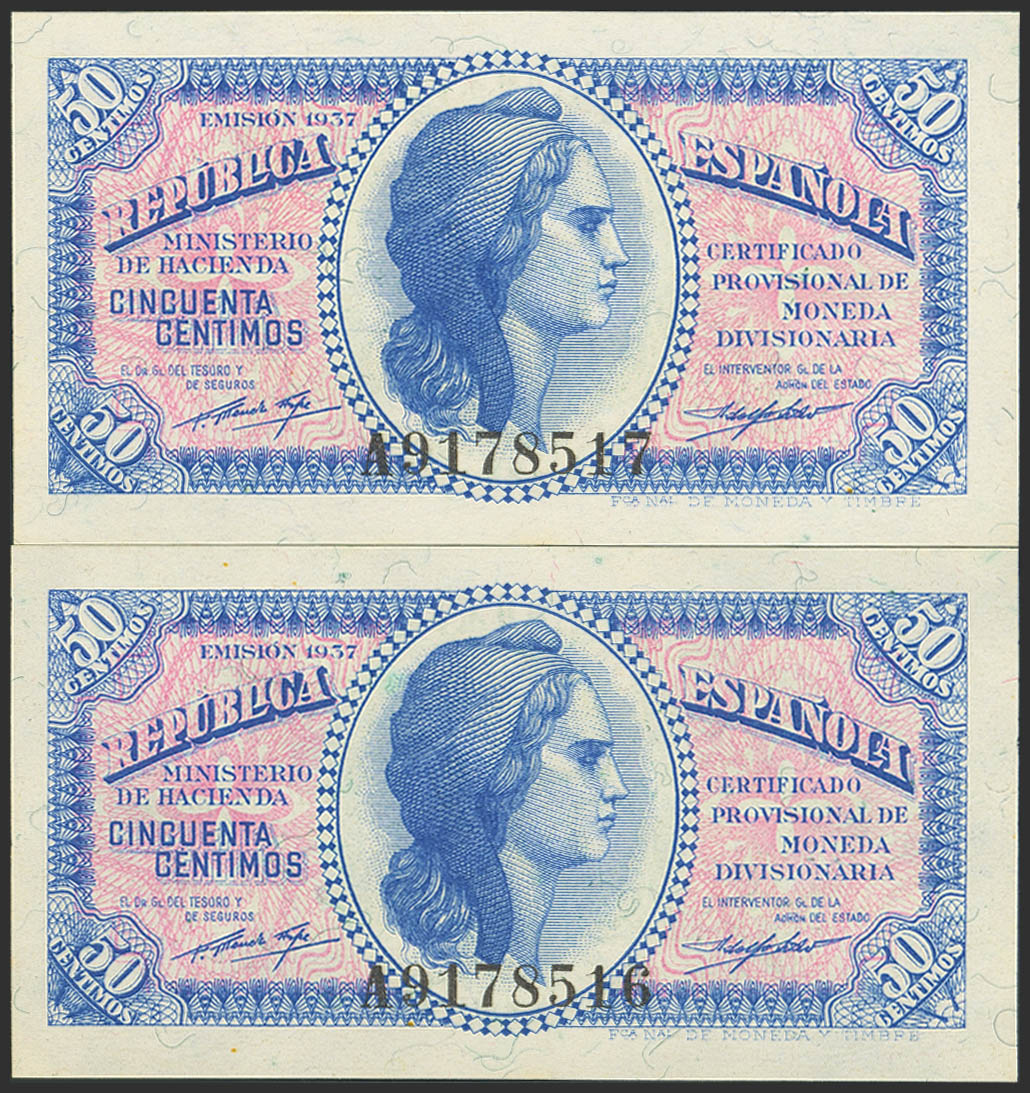 50 CENTIMOS
50 CENTIMOS
EMISIÓN 1937
REPÚBLICA
ESPAÑOLA
MINISTERIO
DE HACIENDA
CINCUENTA
CÉNTIMOS
CERTIFICADO
PROVISIONAL DE
MONEDA
DIVISIONARIA
EL DR. GL. DEL TESORO Y
DE SEGUROS
EL INTERVENTOR GL. DE LA
ADMÓN DEL ESTADO
50 CENTIMOS
A9178517
50 CENTIMOS
FCA. NAL. DE MONEDA Y TIMBRE
50 CENTIMOS
50 CENTIMOS
EMISIÓN 1937
REPÚBLICA
ESPAÑOLA
MINISTERIO
DE HACIENDA
CINCUENTA
CÉNTIMOS
CERTIFICADO
PROVISIONAL DE
MONEDA
DIVISIONARIA
EL DR. GL. DEL TESORO Y
DE SEGUROS
EL INTERVENTOR GL. DE LA
ADMÓN DEL ESTADO
50 CENTIMOS
A9178516
50 CENTIMOS
FCA. NAL. DE MONEDA Y TIMBRE